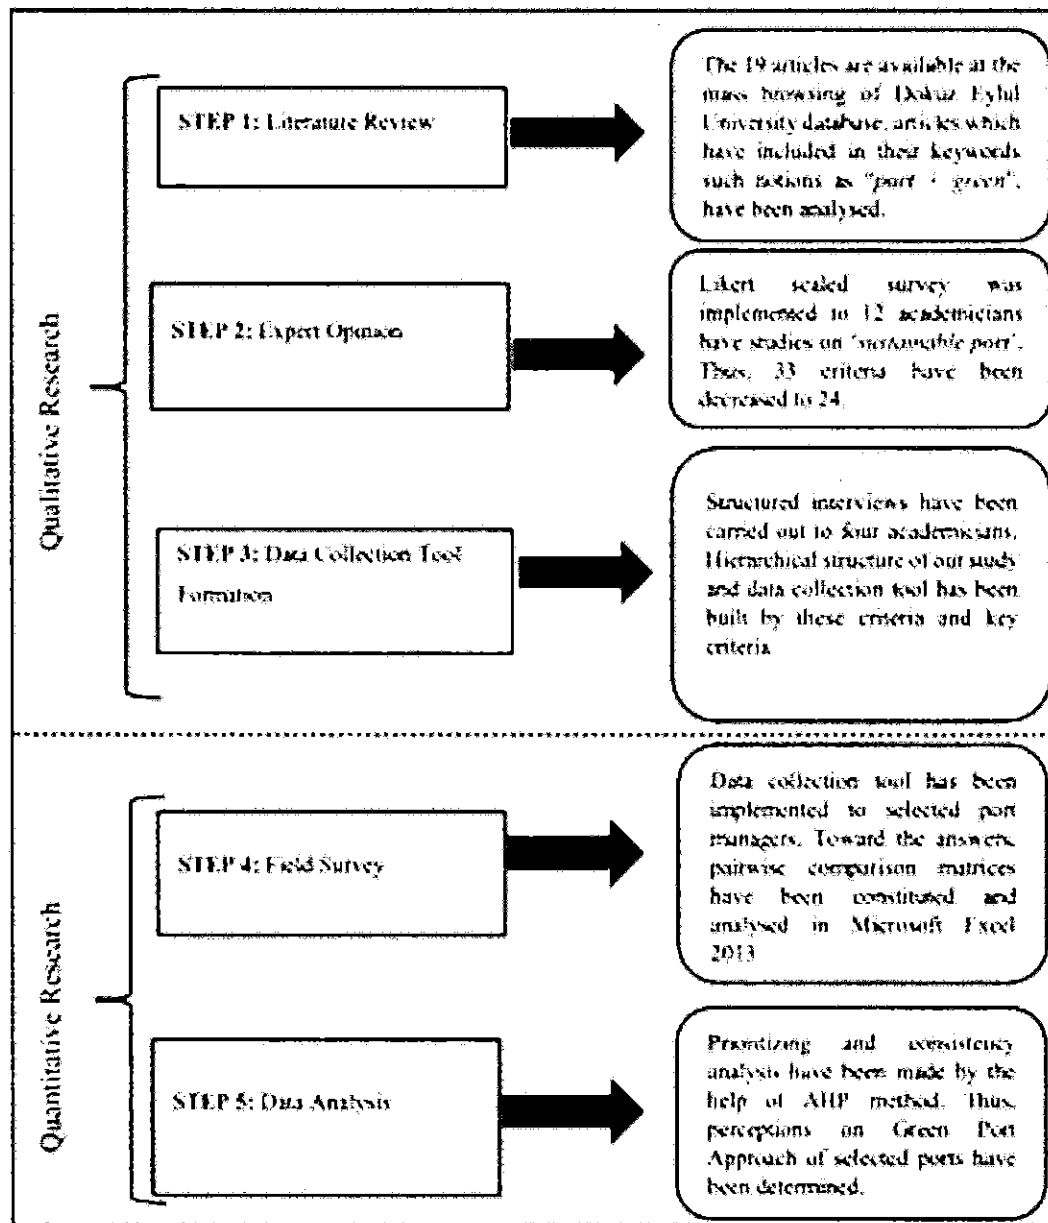 Qualitative Research
STEP 1: Literature Review
The 19 articles are available at the
mass browsing of Dokuz Eylul
University database, articles which
have included in their keywords
such notions as "port + green",
have been analysed.
STEP 2: Expert Opinion
Likert scaled survey was
implemented to 12 academicians
have studies on 'sustainable port'.
Thus, 33 criteria have been
decreased to 24.
STEP 3: Data Collection Tool
Formation
Structured interviews have been
carried out to four academicians.
Hierarchical structure of our study
and data collection tool has been
built by these criteria and key
criteria
Quantitative Research
STEP 4: Field Survey
Data collection tool has been
implemented to selected port
managers. Toward the answers,
pairwise comparison matrices
have been constituted and
analysed in Microsoft Excel
2013
STEP 5: Data Analysis
Prioritizing and consistency
analysis have been made by the
help of AHP method. Thus,
perceptions on Green Port
Approach of selected ports have
been determined.